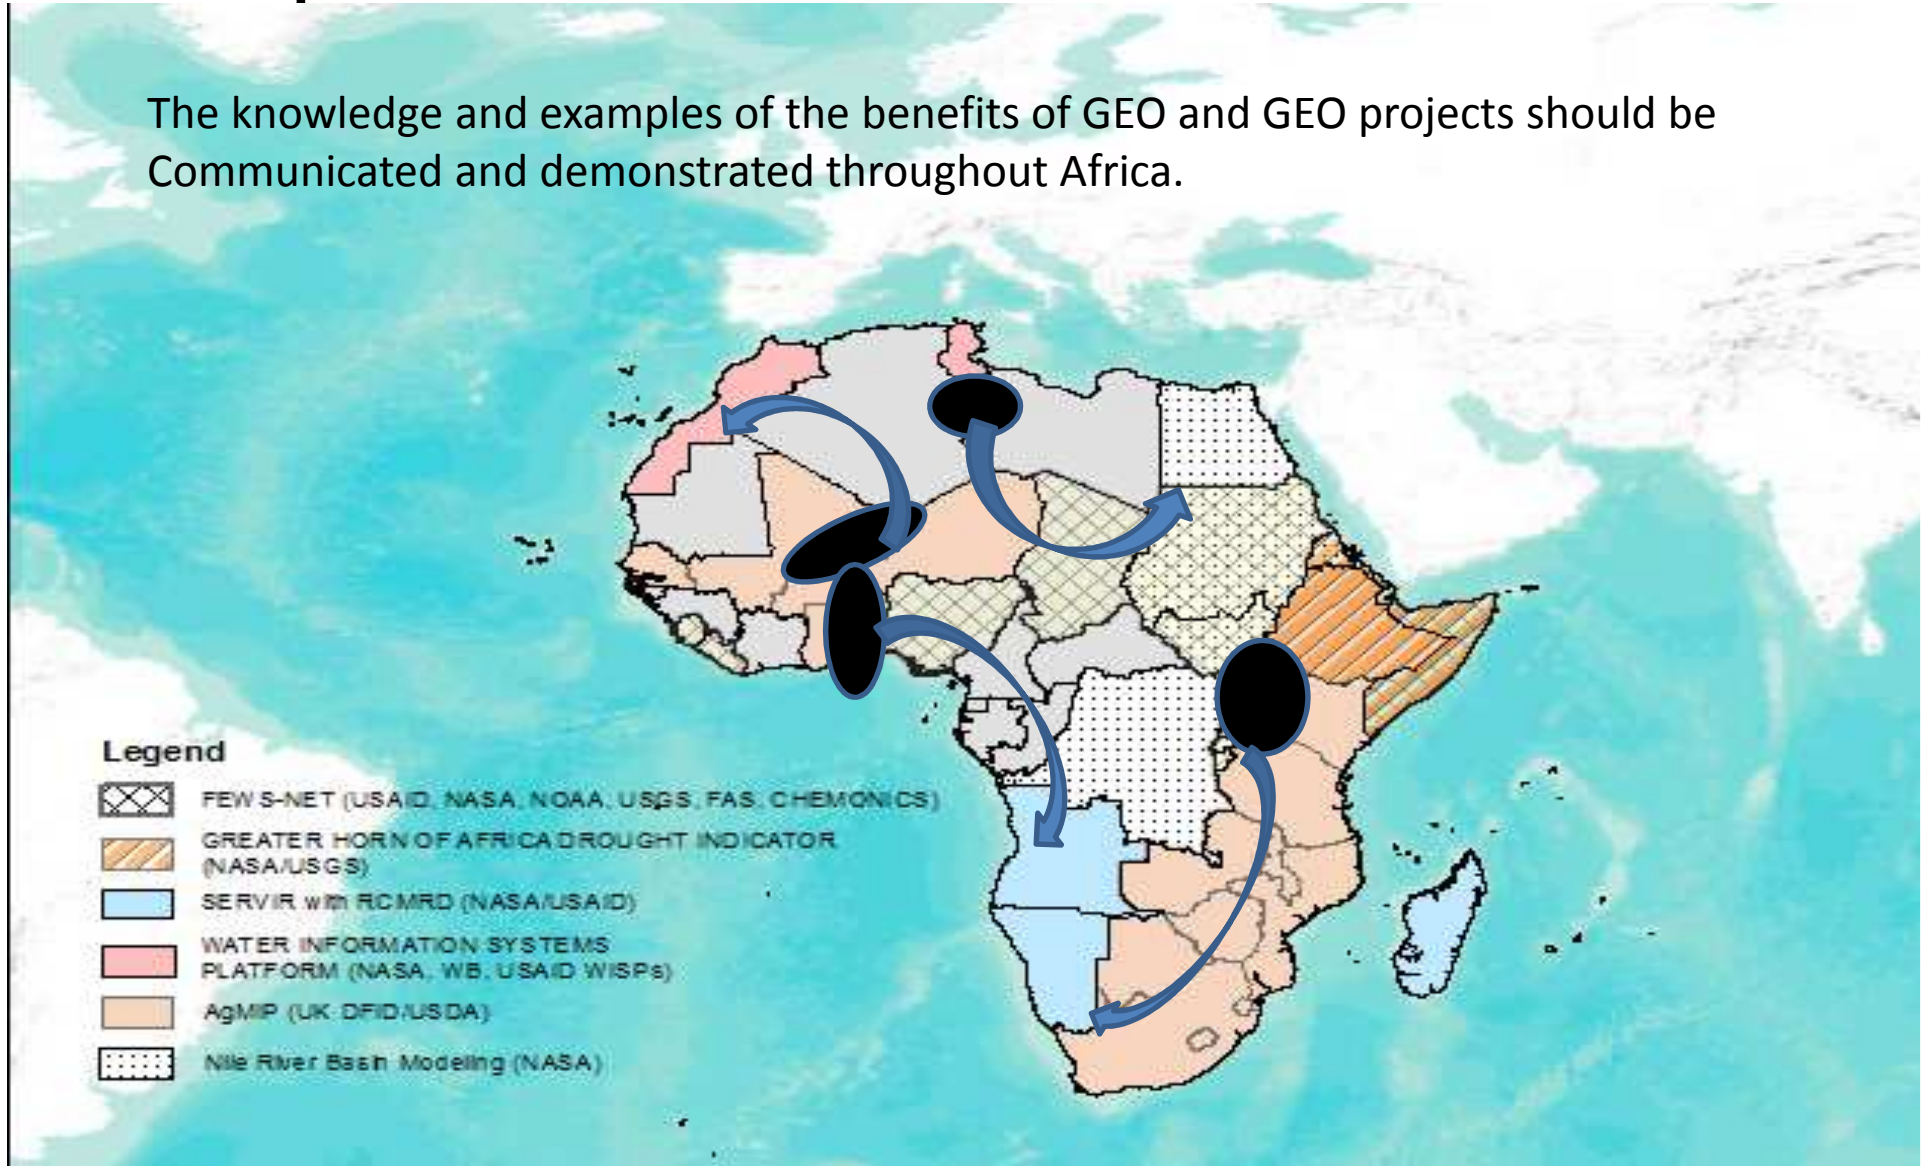 The knowledge and examples of the benefits of GEO and GEO projects should be
Communicated and demonstrated throughout Africa.
Legend
FEWS-NET (USAID, NASA, NOAA, USGS, FAS, CHEMONICS)
GREATER HORN OF AFRICA DROUGHT INDICATOR
(NASA/USGS)
SERVIR with RCMRD (NASA/USAID)
WATER INFORMATION SYSTEMS
PLATFORM (NASA, WB, USAID WISPs)
AgMIP (UK DFID/USDA)
Nile River Basin Modeling (NASA)